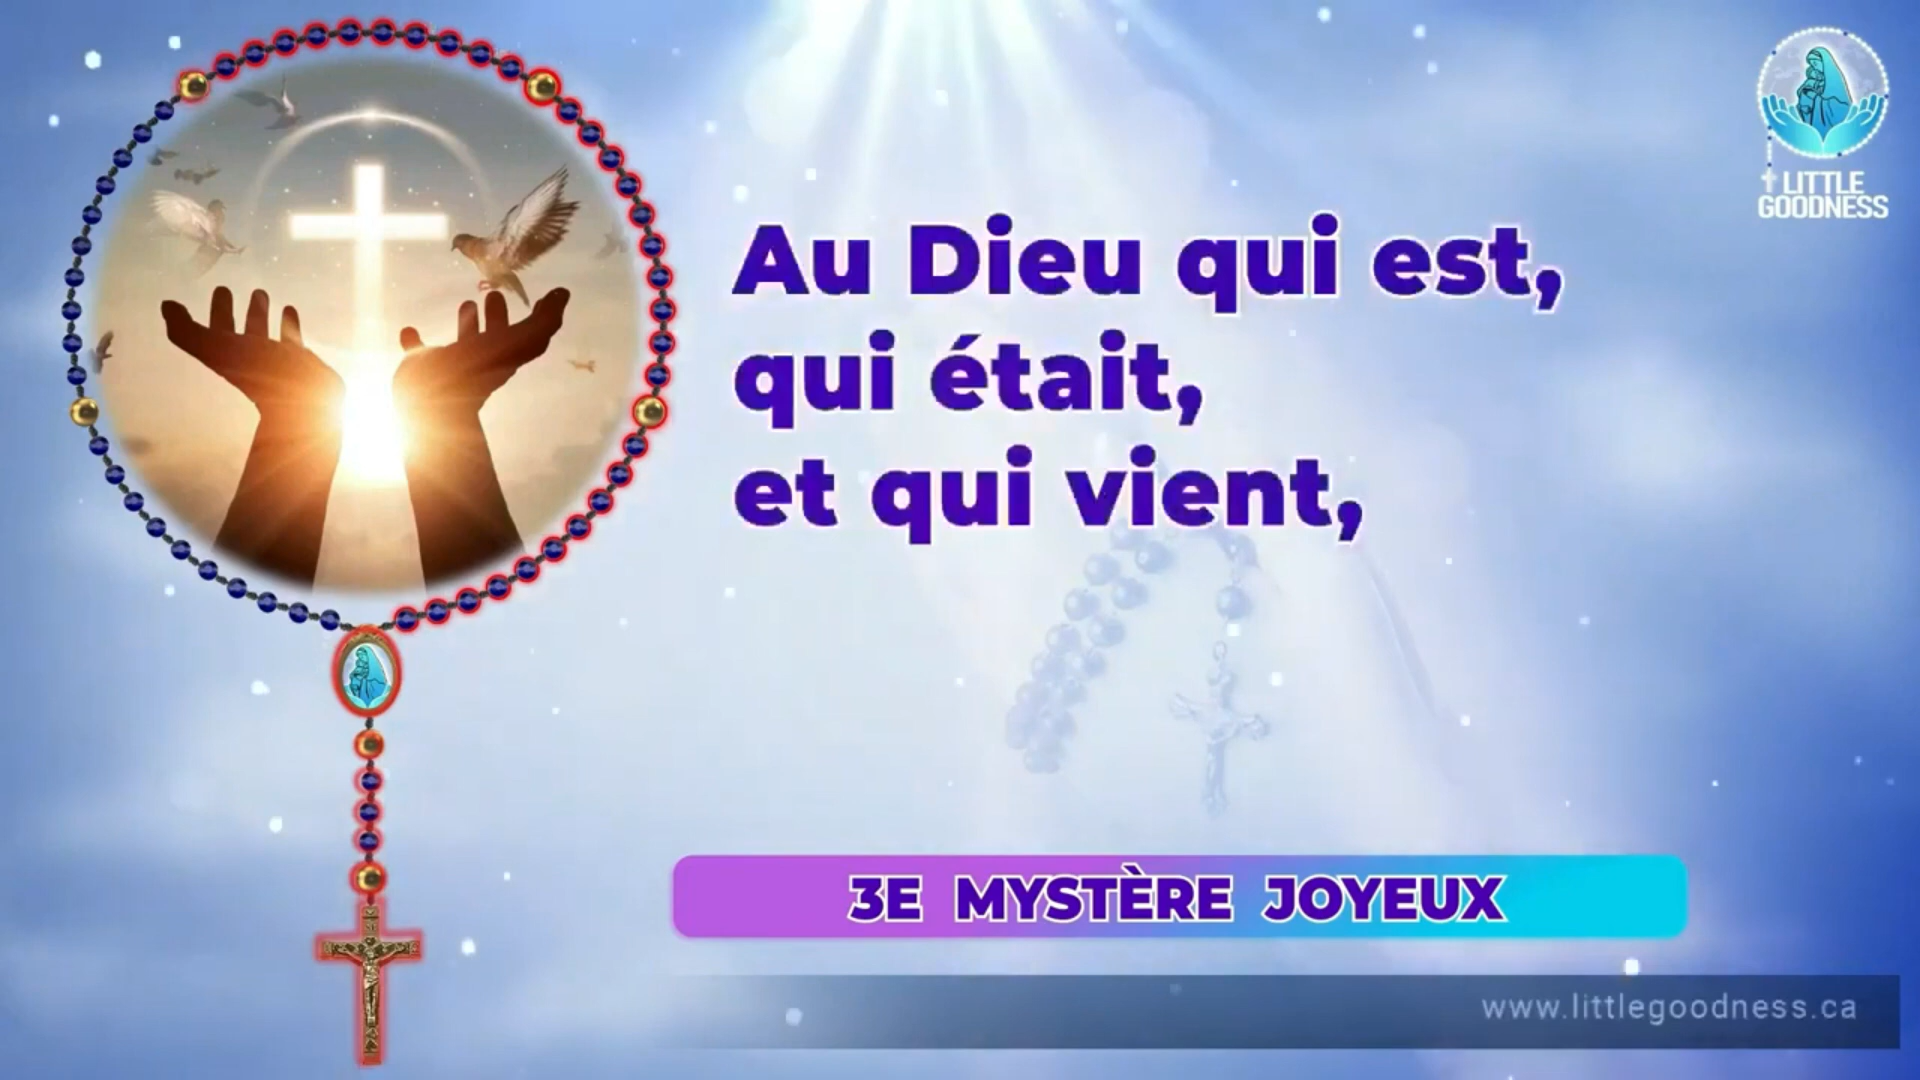 LITTLE
GOODNESS
Au Dieu qui est,
qui était,
et qui vient,
3E MYSTÈRE JOYEUX
www.littlegoodness.ca